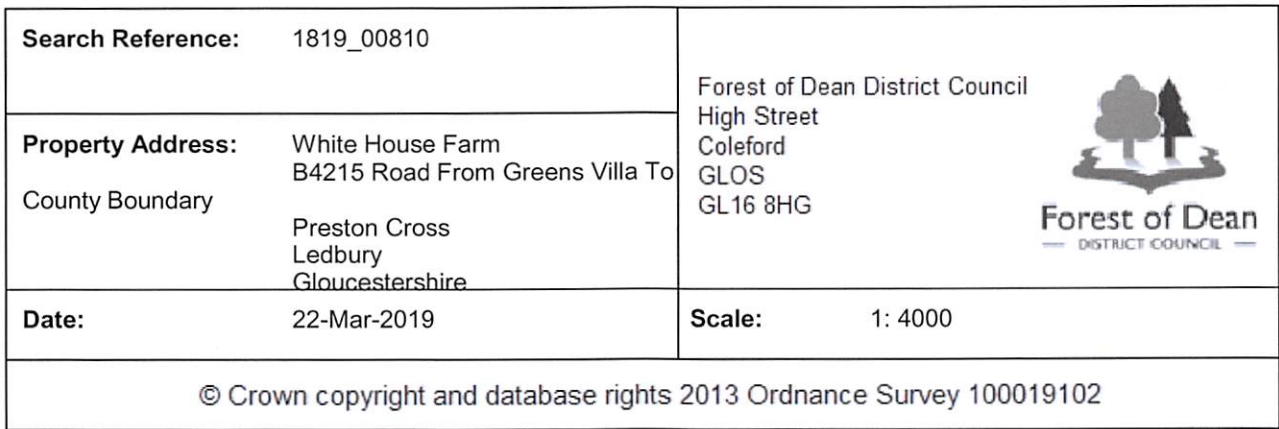 Search Reference: 1819_00810
Forest of Dean District Council
High Street
Coleford
GLOS
GL16 8HG
Forest of Dean
DISTRICT COUNCIL
Property Address: White House Farm
B4215 Road From Greens Villa To
County Boundary
Preston Cross
Ledbury
Gloucestershire
Date: 22-Mar-2019
Scale: 1: 4000
© Crown copyright and database rights 2013 Ordnance Survey 100019102